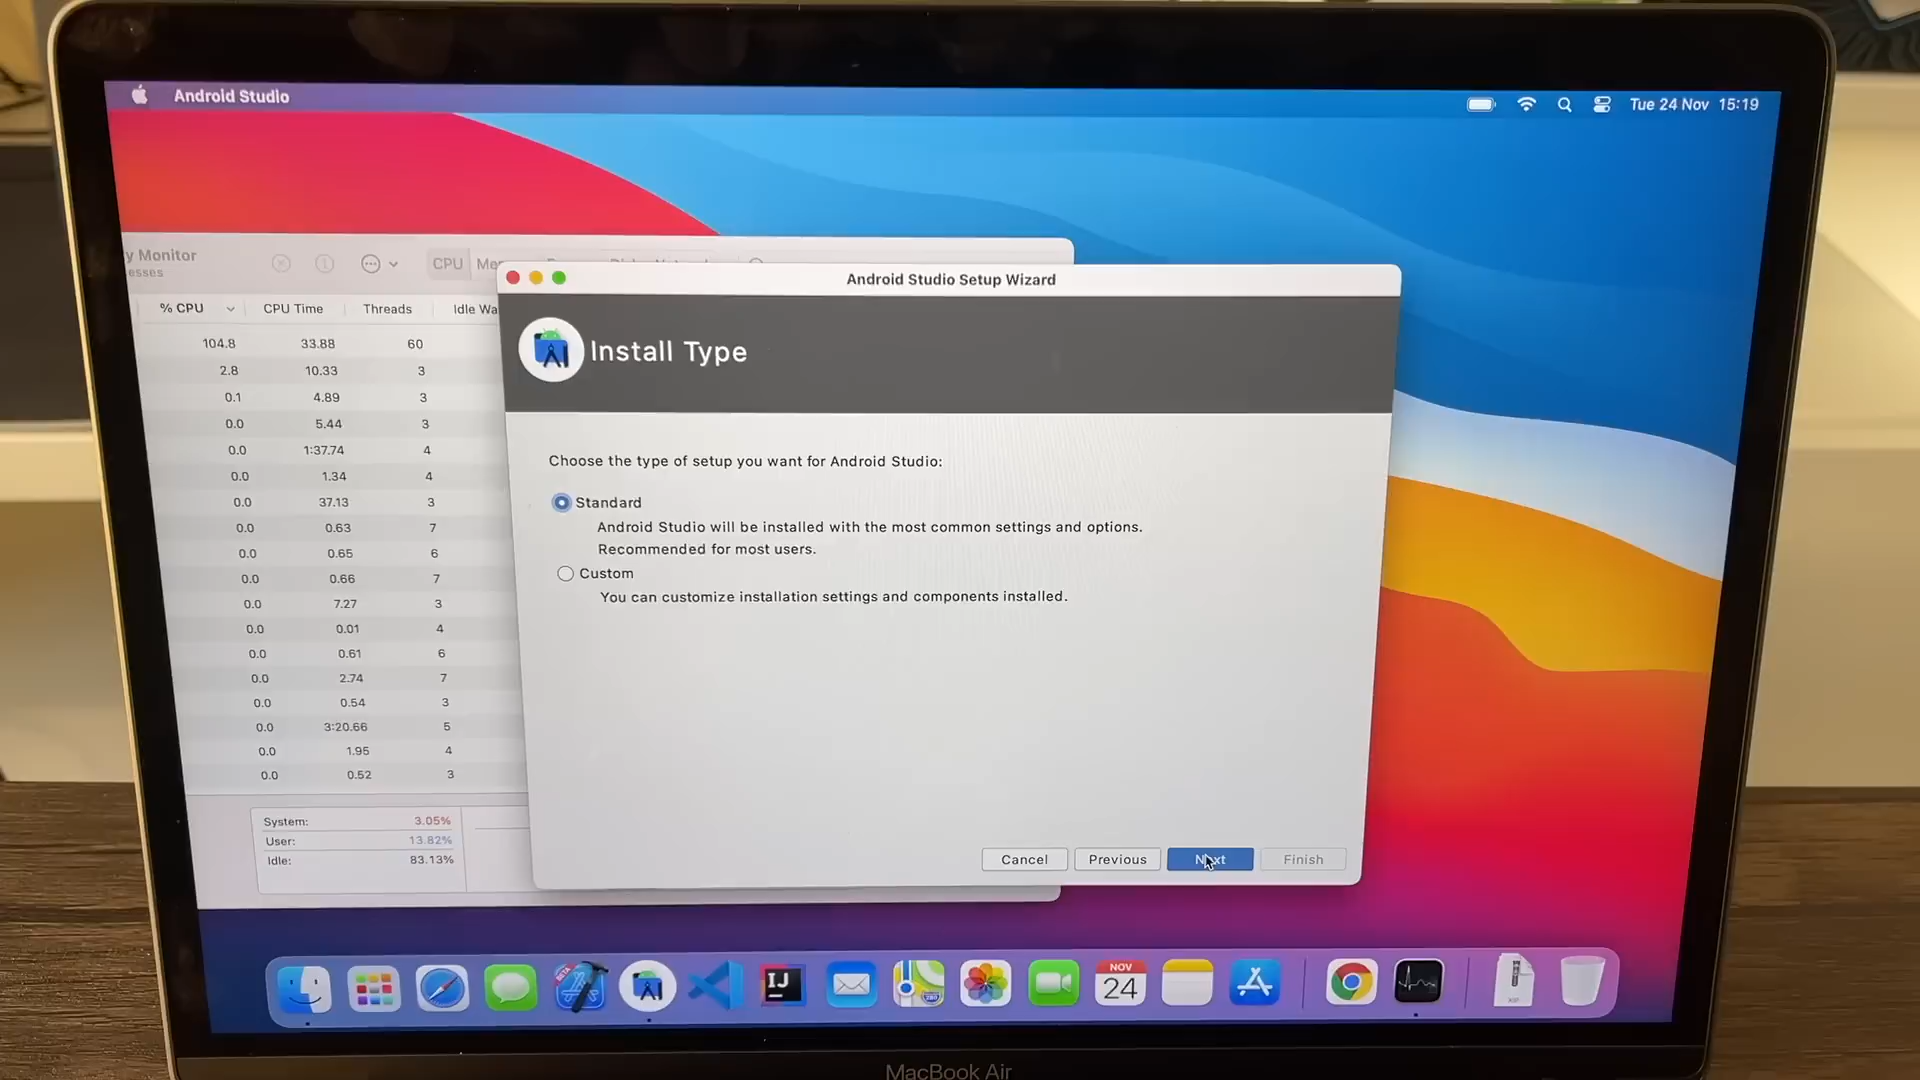 Android Studio
Tue 24 Nov 15:19
y Monitor
esses
CPU
% CPU CPU Time Threads Idle Wa
104.8 33.88 60
2.8 10.33 3
0.1 4.89 3
0.0 5.44 3
0.0 1:37.74 4
0.0 1.34 4
0.0 37.13 3
0.0 0.63 7
0.0 0.65 6
0.0 0.66 7
0.0 7.27 3
0.0 0.01 4
0.0 0.61 6
0.0 2.74 7
0.0 0.54 3
0.0 3:20.66 5
0.0 1.95 4
0.0 0.52 3
System: 3.05%
User: 13.82%
Idle: 83.13%
Android Studio Setup Wizard
Install Type
Choose the type of setup you want for Android Studio:
Standard
Android Studio will be installed with the most common settings and options.
Recommended for most users.
Custom
You can customize installation settings and components installed.
Cancel Previous Next Finish
BETA
IJ
280
NOV
24
MacBook Air